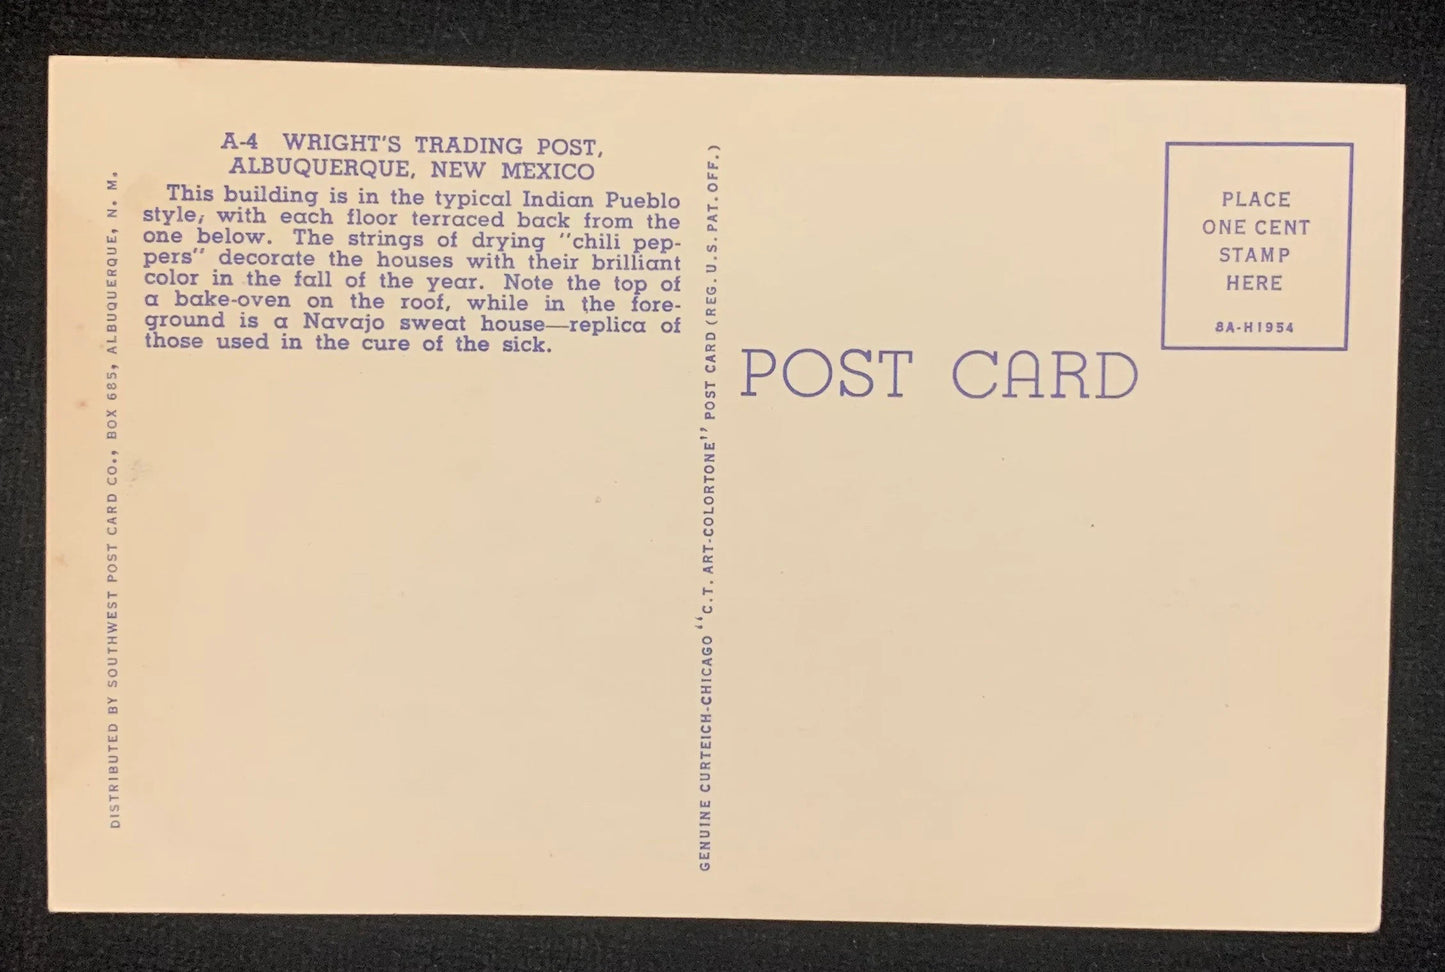 A-4 WRIGHT'S TRADING POST,
ALBUQUERQUE, NEW MEXICO
This building is in the typical Indian Pueblo
style, with each floor terraced back from the
one below. The strings of drying "chili pep-
pers" decorate the houses with their brilliant
color in the fall of the year. Note the top of
a bake-oven on the roof, while in the fore-
ground is a Navajo sweat house—replica of
those used in the cure of the sick.
DISTRIBUTED BY SOUTHWEST POST CARD CO., BOX 685, ALBUQUERQUE, N. M.
GENUINE CURTEICH-CHICAGO "C.T. ART-COLORTONE" POST CARD (REG. U.S. PAT. OFF.)
POST CARD
PLACE
ONE CENT
STAMP
HERE
8A-H1954